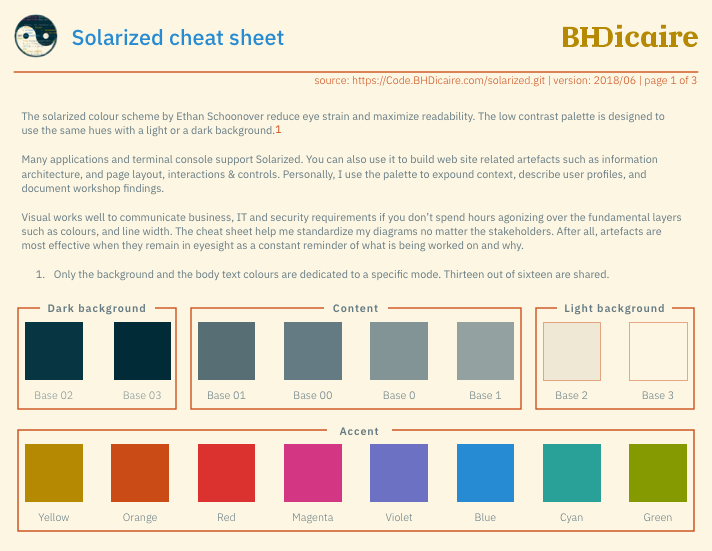 Solarized cheat sheet
BHDicaire
source: https://Code.BHDicaire.com/solarized.git | version: 2018/06 | page 1 of 3
The solarized colour scheme by Ethan Schoonover reduce eye strain and maximize readability. The low contrast palette is designed to
use the same hues with a light or a dark background.1
Many applications and terminal console support Solarized. You can also use it to build web site related artefacts such as information
architecture, and page layout, interactions & controls. Personally, I use the palette to expound context, describe user profiles, and
document workshop findings.
Visual works well to communicate business, IT and security requirements if you don't spend hours agonizing over the fundamental layers
such as colours, and line width. The cheat sheet help me standardize my diagrams no matter the stakeholders. After all, artefacts are
most effective when they remain in eyesight as a constant reminder of what is being worked on and why.
1. Only the background and the body text colours are dedicated to a specific mode. Thirteen out of sixteen are shared.
Dark background
Content
Light background
Base 02
Base 03
Base 01
Base 00
Base 0
Base 1
Base 2
Base 3
Accent
Yellow
Orange
Red
Magenta
Violet
Blue
Cyan
Green